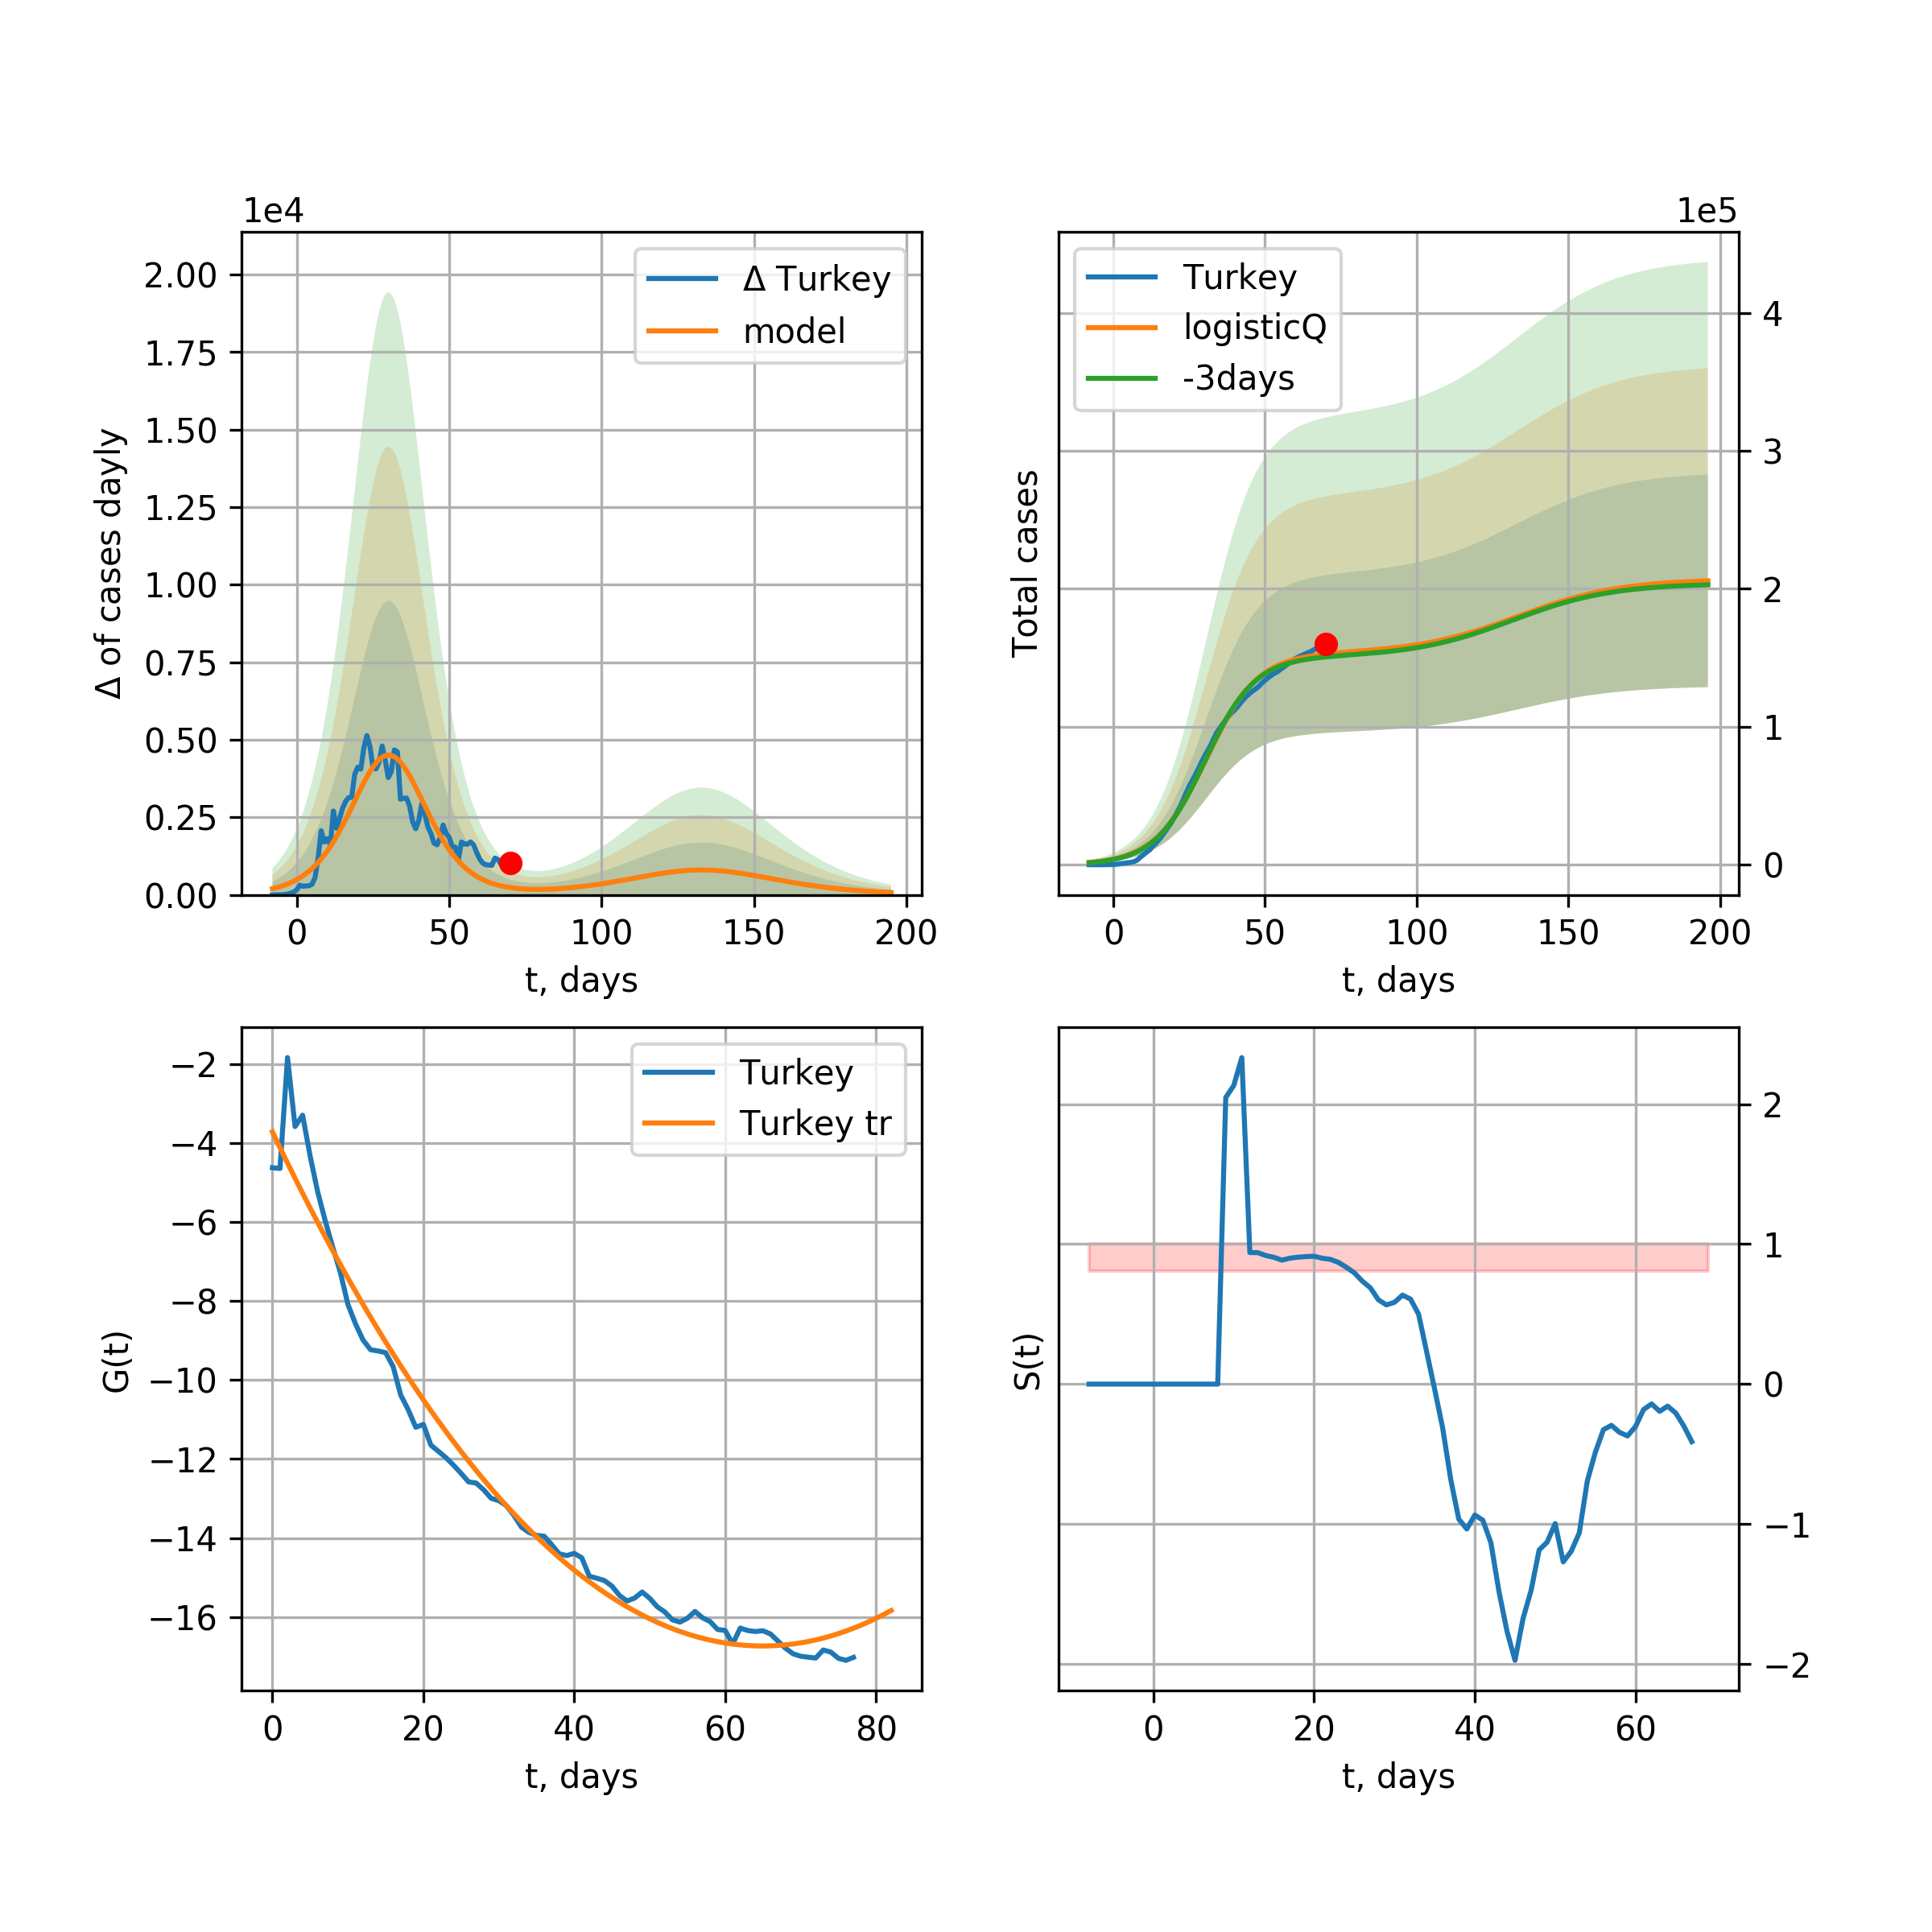 1e4
Δ of cases dayly
2.00
1.75
1.50
1.25
1.00
0.75
0.50
0.25
0.00
0 50 100 150 200
t, days
Δ Turkey
model
1e5
Total cases
4
3
2
1
0
0 50 100 150 200
t, days
Turkey
logisticQ
-3days
G(t)
−2
−4
−6
−8
−10
−12
−14
−16
0 20 40 60 80
t, days
Turkey
Turkey tr
S(t)
2
1
0
−1
−2
0 20 40 60
t, days